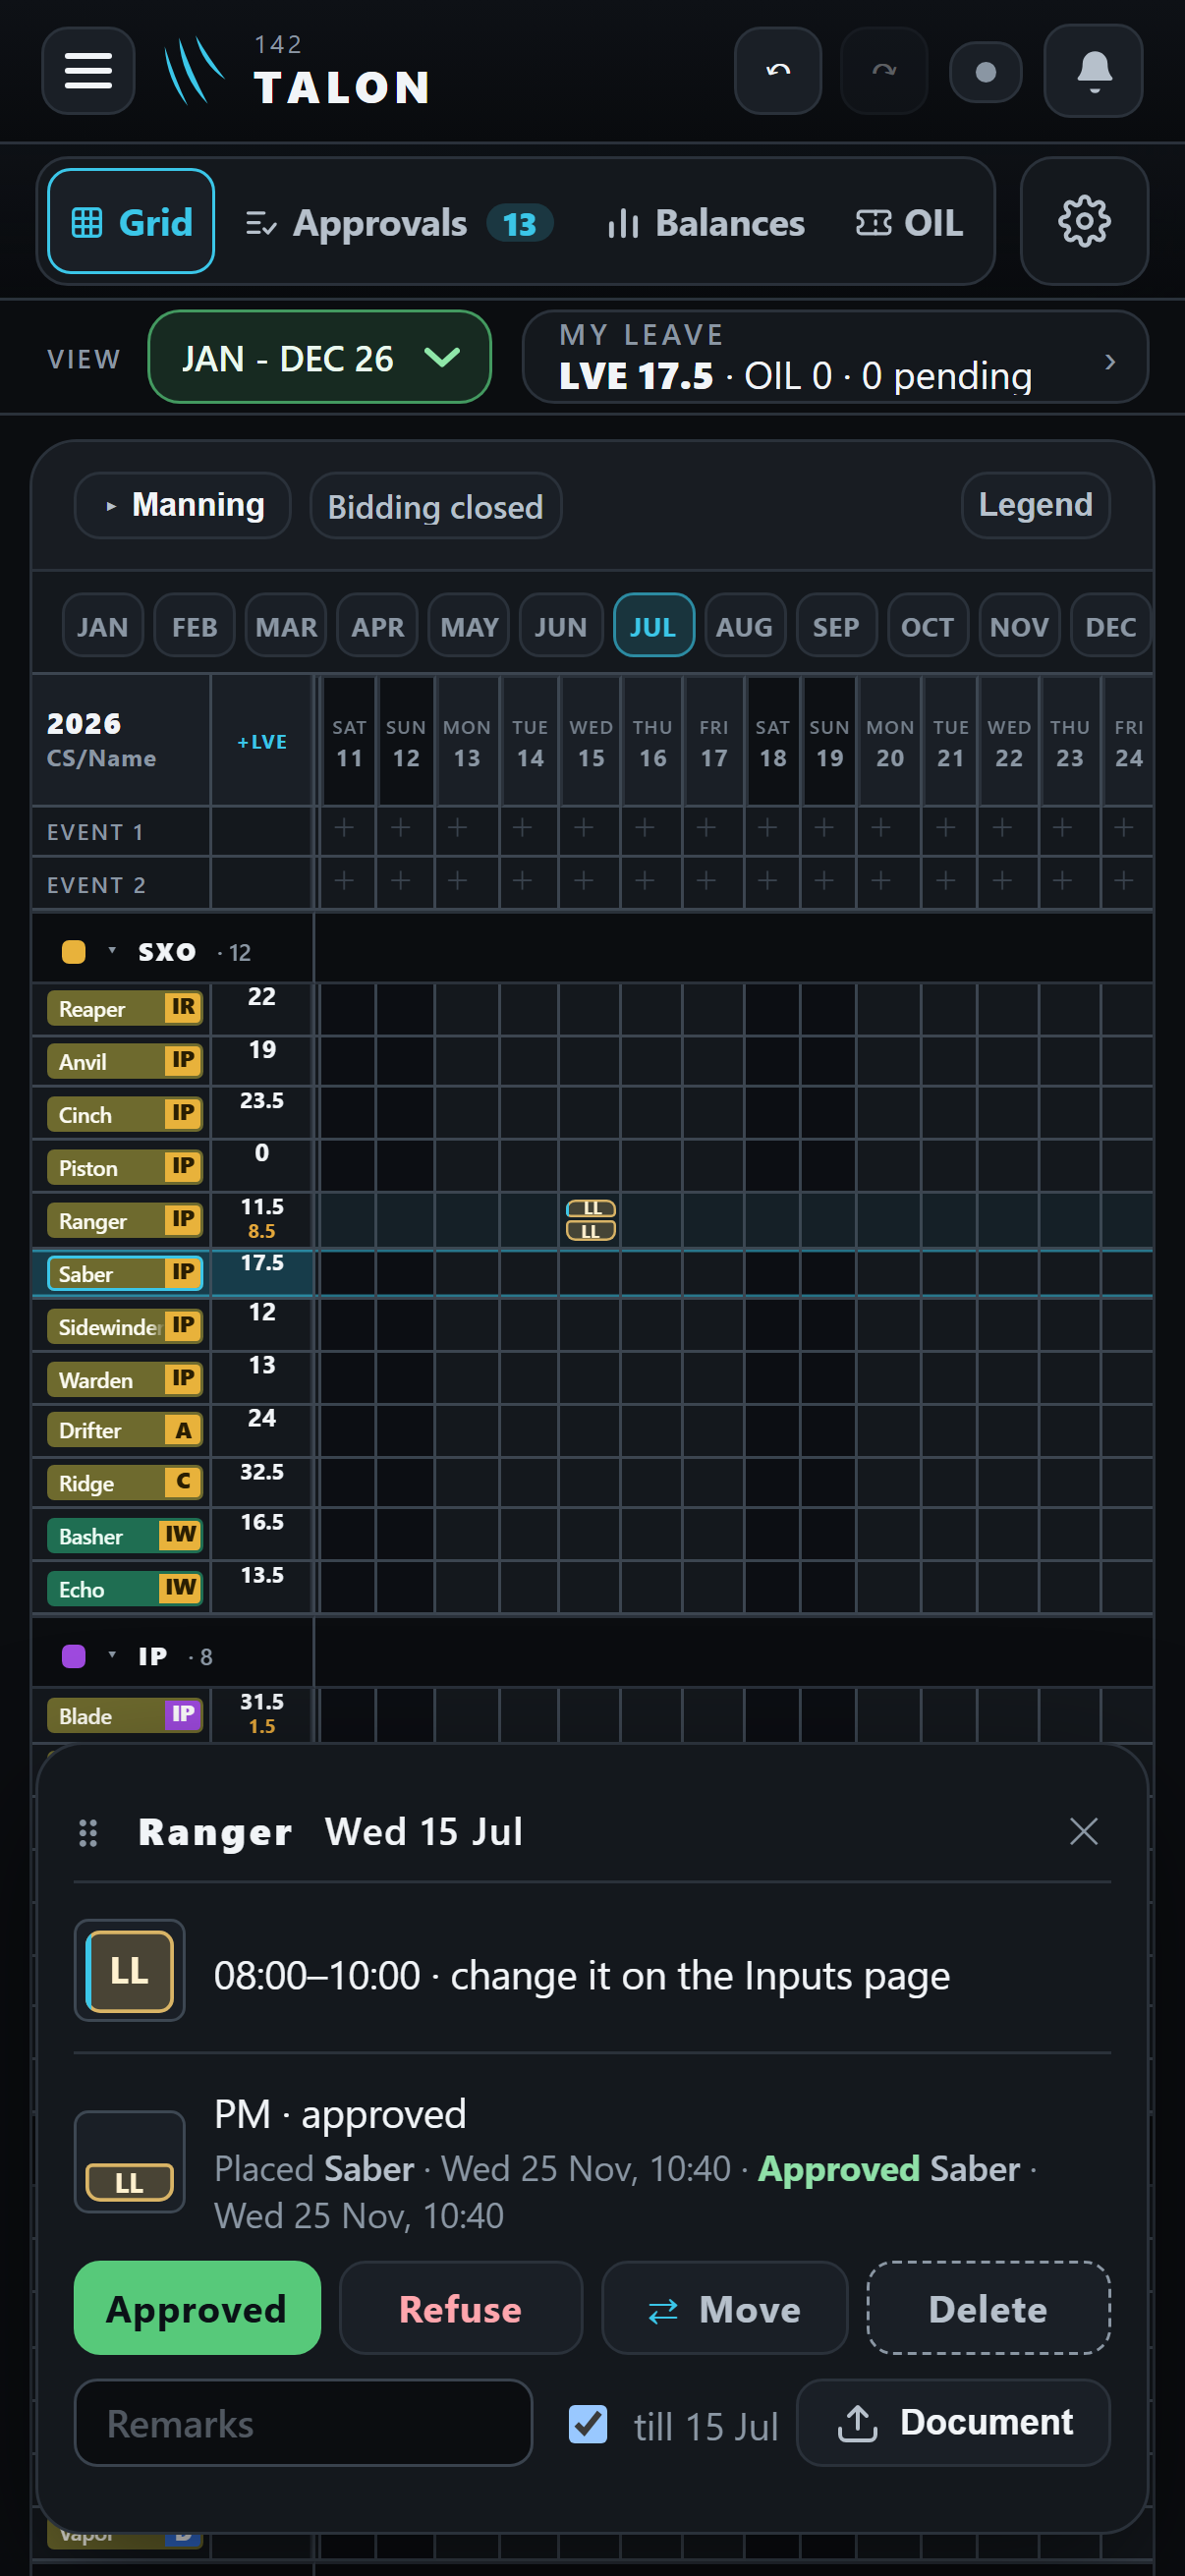 142
TALON
Grid
Approvals 13
Balances
OIL
VIEW
JAN - DEC 26
MY LEAVE
LVE 17.5 · OIL 0 · 0 pending
Manning
Bidding closed
Legend
JAN FEB MAR APR MAY JUN JUL AUG SEP OCT NOV DEC
2026
CS/Name
+LVE
SAT SUN MON TUE WED THU FRI SAT SUN MON TUE WED THU FRI
11 12 13 14 15 16 17 18 19 20 21 22 23 24
EVENT 1 + + + + + + + + + + + + + +
EVENT 2 + + + + + + + + + + + + + +
SXO · 12
Reaper IR 22
Anvil IP 19
Cinch IP 23.5
Piston IP 0
Ranger IP 11.5 LL
8.5 LL
Saber IP 17.5
Sidewinder IP 12
Warden IP 13
Drifter A 24
Ridge C 32.5
Basher IW 16.5
Echo IW 13.5
IP · 8
Blade IP 31.5
1.5
Ranger Wed 15 Jul
LL 08:00–10:00 · change it on the Inputs page
PM · approved
LL Placed Saber · Wed 25 Nov, 10:40 · Approved Saber ·
Wed 25 Nov, 10:40
Approved
Refuse
Move
Delete
Remarks
till 15 Jul
Document